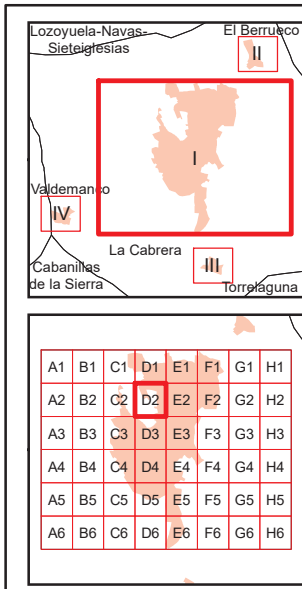 Lozoyuela-Navas-
Sieteiglesias
El Berrueco
II
I
Valdemanco
IV
La Cabrera
III
Cabanillas
de la Sierra
Torrelaguna
A1 B1 C1 D1 E1 F1 G1 H1
A2 B2 C2 D2 E2 F2 G2 H2
A3 B3 C3 D3 E3 F3 G3 H3
A4 B4 C4 D4 E4 F4 G4 H4
A5 B5 C5 D5 E5 F5 G5 H5
A6 B6 C6 D6 E6 F6 G6 H6